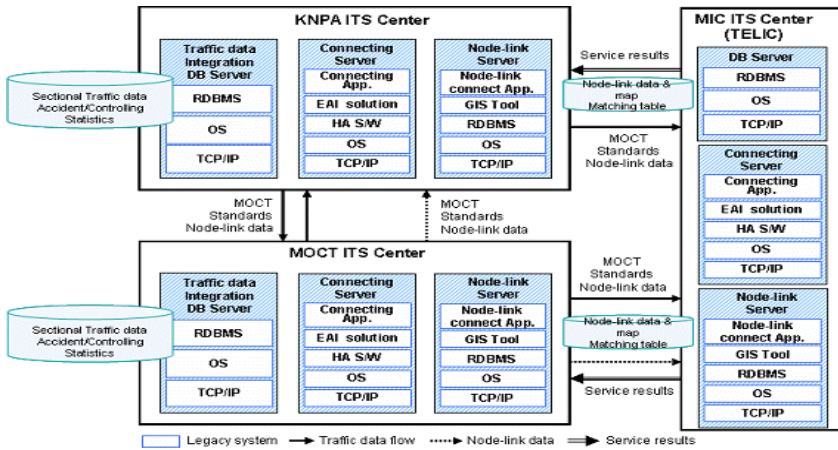 KNPA ITS Center
Sectional Traffic data
Accident/Controlling
Statistics
Traffic data
Integration
DB Server
RDBMS
OS
TCP/IP
Connecting
Server
Connecting
App.
EAI solution
HA S/W
OS
TCP/IP
Node-link
Server
Node-link
connect App.
GIS Tool
RDBMS
OS
TCP/IP
Service results
Node-link data &
map
Matching table
MOCT
Standards
Node-link data
MIC ITS Center
(TELIC)
DB Server
RDBMS
OS
TCP/IP
Connecting
Server
Connecting
App.
EAI solution
HA S/W
OS
TCP/IP
Node-link
Server
Node-link
connect App.
GIS Tool
RDBMS
OS
TCP/IP
MOCT
Standards
Node-link data
MOCT
Standards
Node-link data
MOCT ITS Center
Sectional Traffic data
Accident/Controlling
Statistics
Traffic data
Integration
DB Server
RDBMS
OS
TCP/IP
Connecting
Server
Connecting
App.
EAI solution
HA S/W
OS
TCP/IP
Node-link
Server
Node-link
connect App.
GIS Tool
RDBMS
OS
TCP/IP
MOCT
Standards
Node-link data
Node-link data &
map
Matching table
Service results
Legacy system
Traffic data flow
Node-link data
Service results